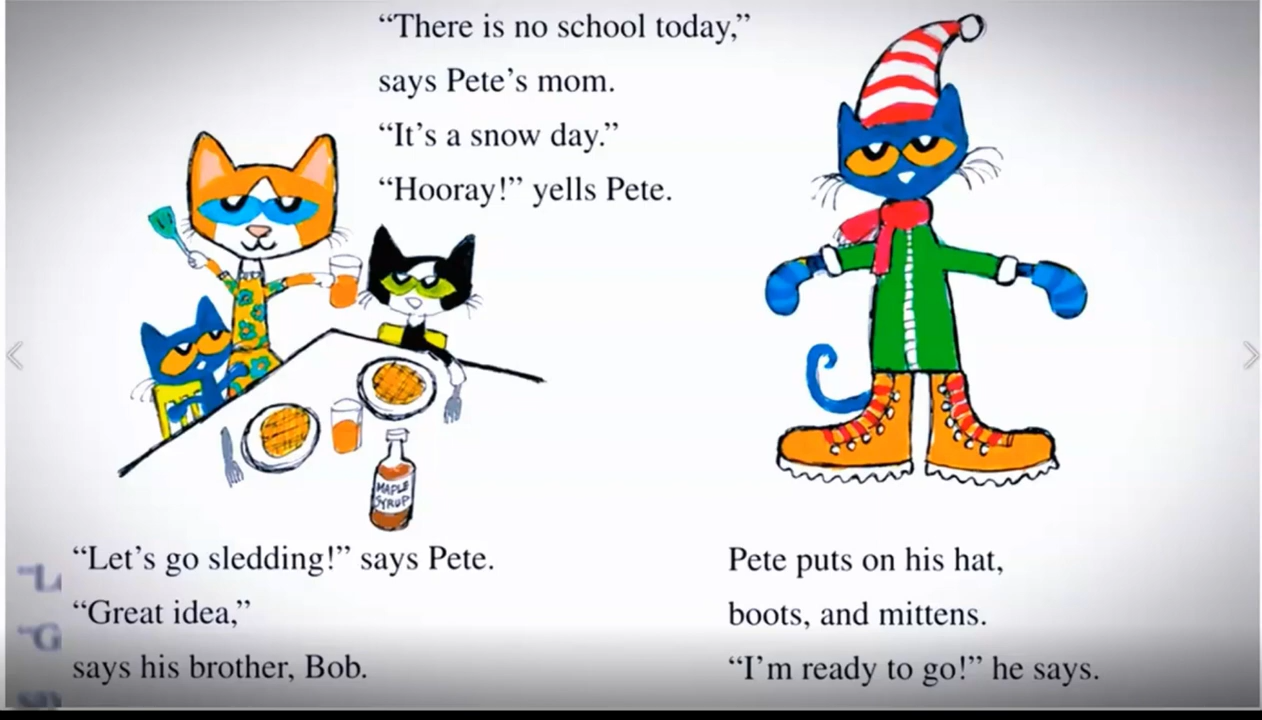 “There is no school today,”
says Pete’s mom.
“It’s a snow day.”
“Hooray!” yells Pete.
MAPLE
SYRUP
“Let’s go sledding!” says Pete.
“Great idea,”
says his brother, Bob.
Pete puts on his hat,
boots, and mittens.
“I’m ready to go!” he says.